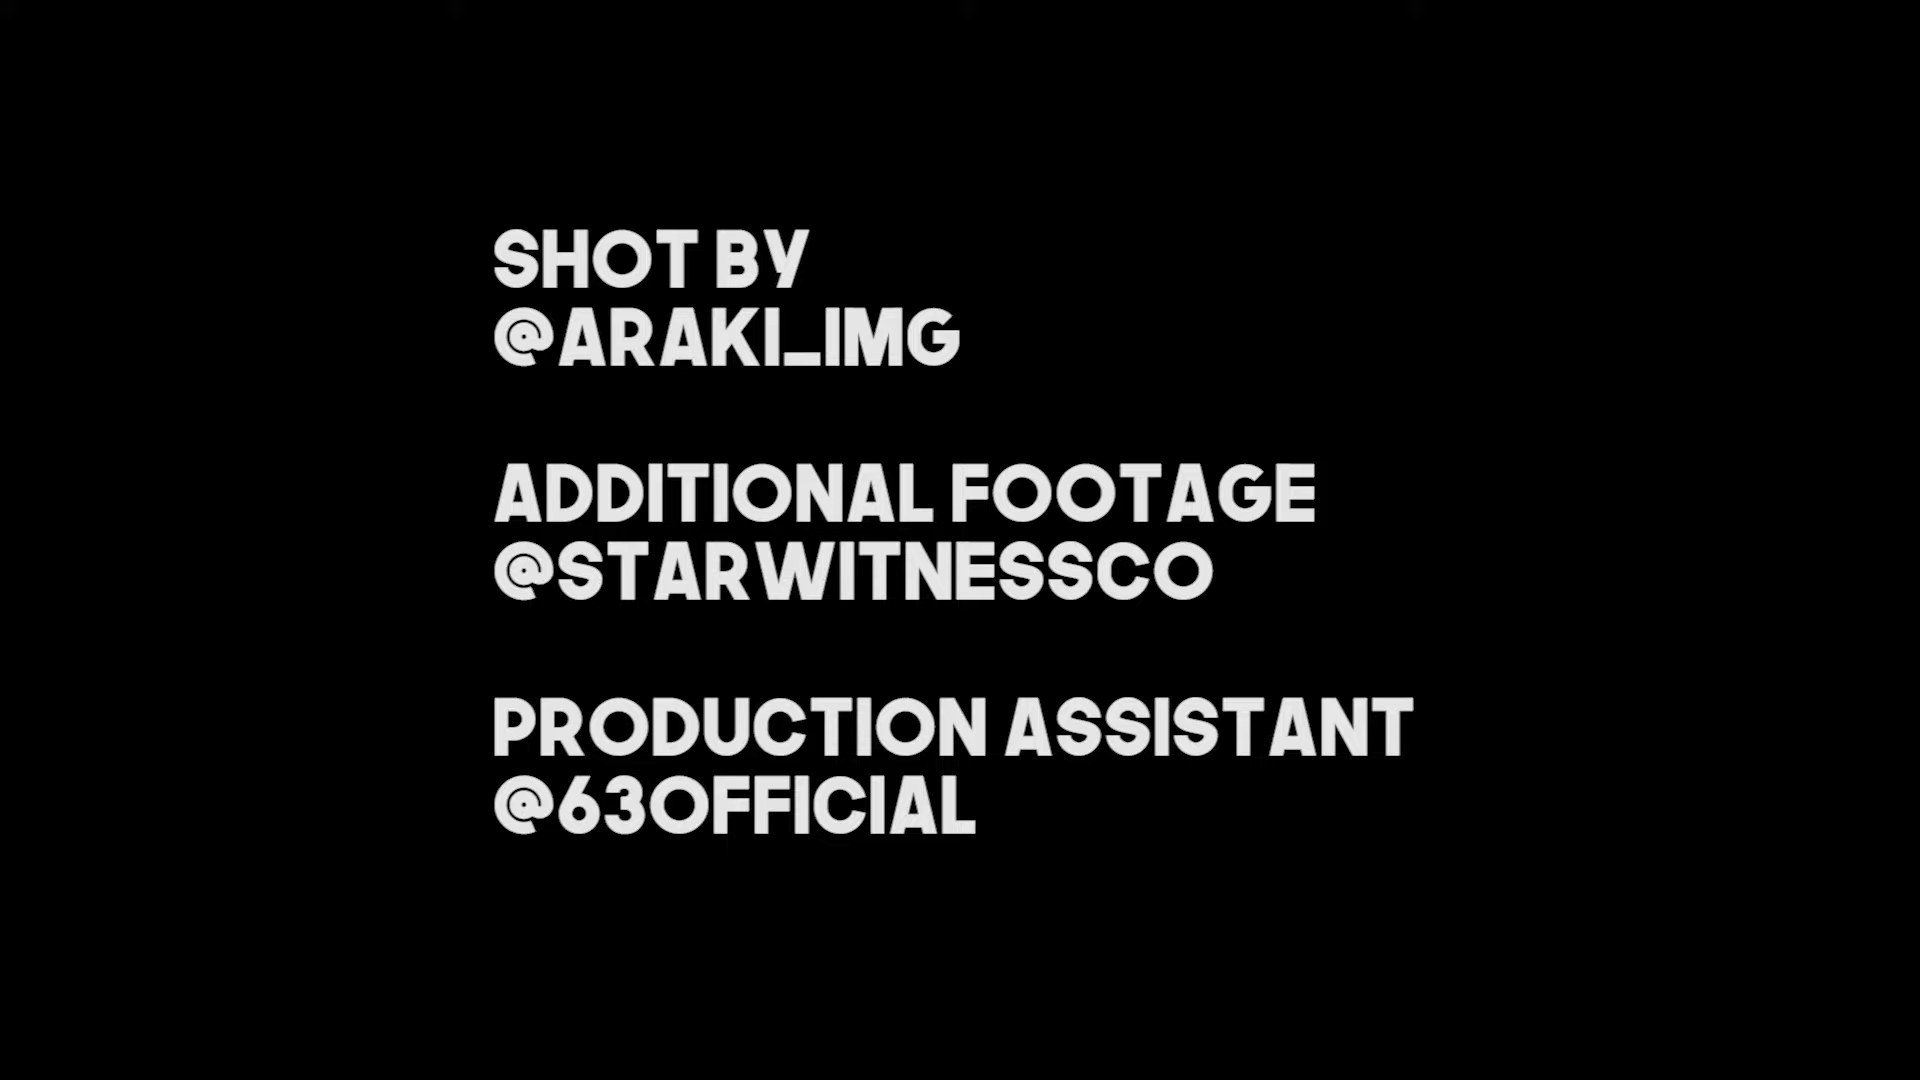 SHOT BY
@ARAKI_IMG
ADDITIONAL FOOTAGE
@STARWITNESSCO
PRODUCTION ASSISTANT
@63OFFICIAL